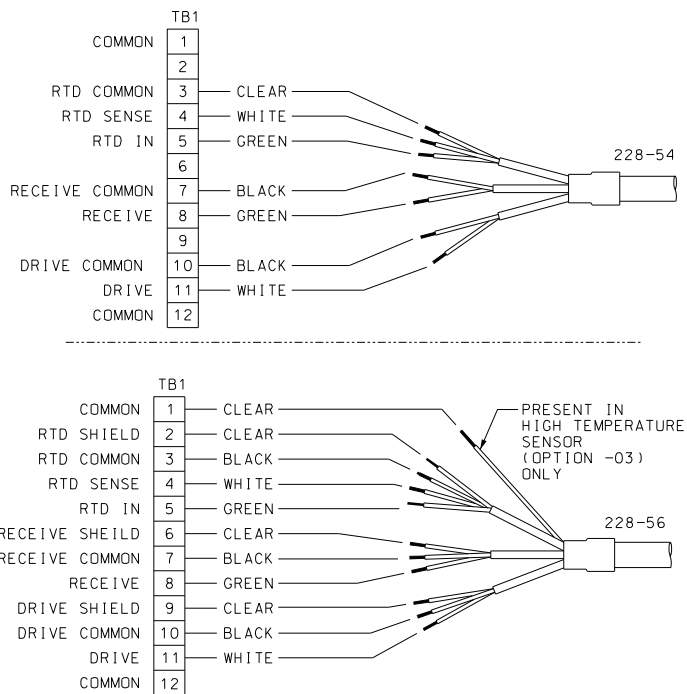 TB1
COMMON 1
2
RTD COMMON 3 CLEAR
RTD SENSE 4 WHITE
RTD IN 5 GREEN
6
228-54
RECEIVE COMMON 7 BLACK
RECEIVE 8 GREEN
9
DRIVE COMMON 10 BLACK
DRIVE 11 WHITE
COMMON 12
TB1
COMMON 1 CLEAR
RTD SHIELD 2 CLEAR
RTD COMMON 3 BLACK
RTD SENSE 4 WHITE
RTD IN 5 GREEN
RECEIVE SHEILD 6 CLEAR
RECEIVE COMMON 7 BLACK
RECEIVE 8 GREEN
DRIVE SHIELD 9 CLEAR
DRIVE COMMON 10 BLACK
DRIVE 11 WHITE
COMMON 12
PRESENT IN
HIGH TEMPERATURE
SENSOR
(OPTION -03)
ONLY
228-56